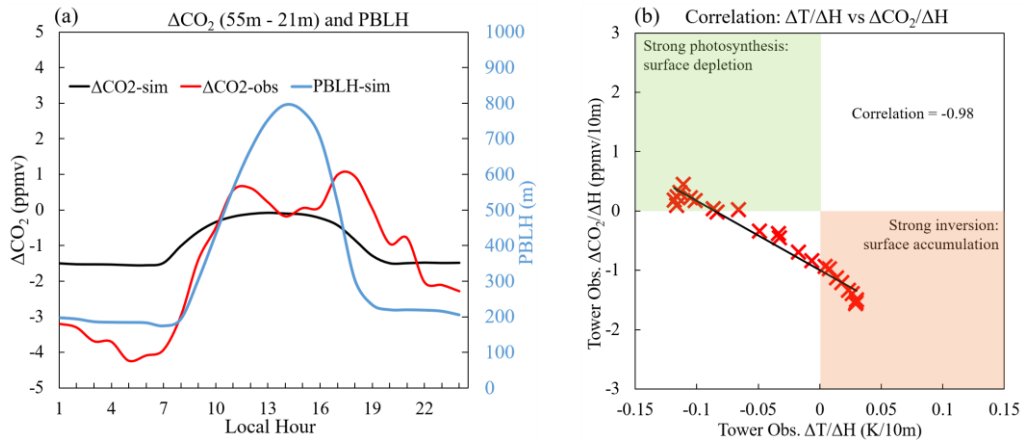 (a)
ΔCO₂ (55m - 21m) and PBLH
ΔCO₂ (ppmv)
5
4
3
2
1
0
-1
-2
-3
-4
-5
ΔCO2-sim
ΔCO2-obs
PBLH-sim
1000
900
800
700
600
500
400
300
200
100
0
PBLH (m)
1
4
7
10
13
16
19
22
Local Hour
(b)
Correlation: ΔT/ΔH vs ΔCO₂/ΔH
Tower Obs. ΔCO₂/ΔH (ppmv/10m)
3
2
1
0
-1
-2
-3
Strong photosynthesis:
surface depletion
Correlation = -0.98
Strong inversion:
surface accumulation
-0.15
-0.1
-0.05
0
0.05
0.1
0.15
Tower Obs. ΔT/ΔH (K/10m)